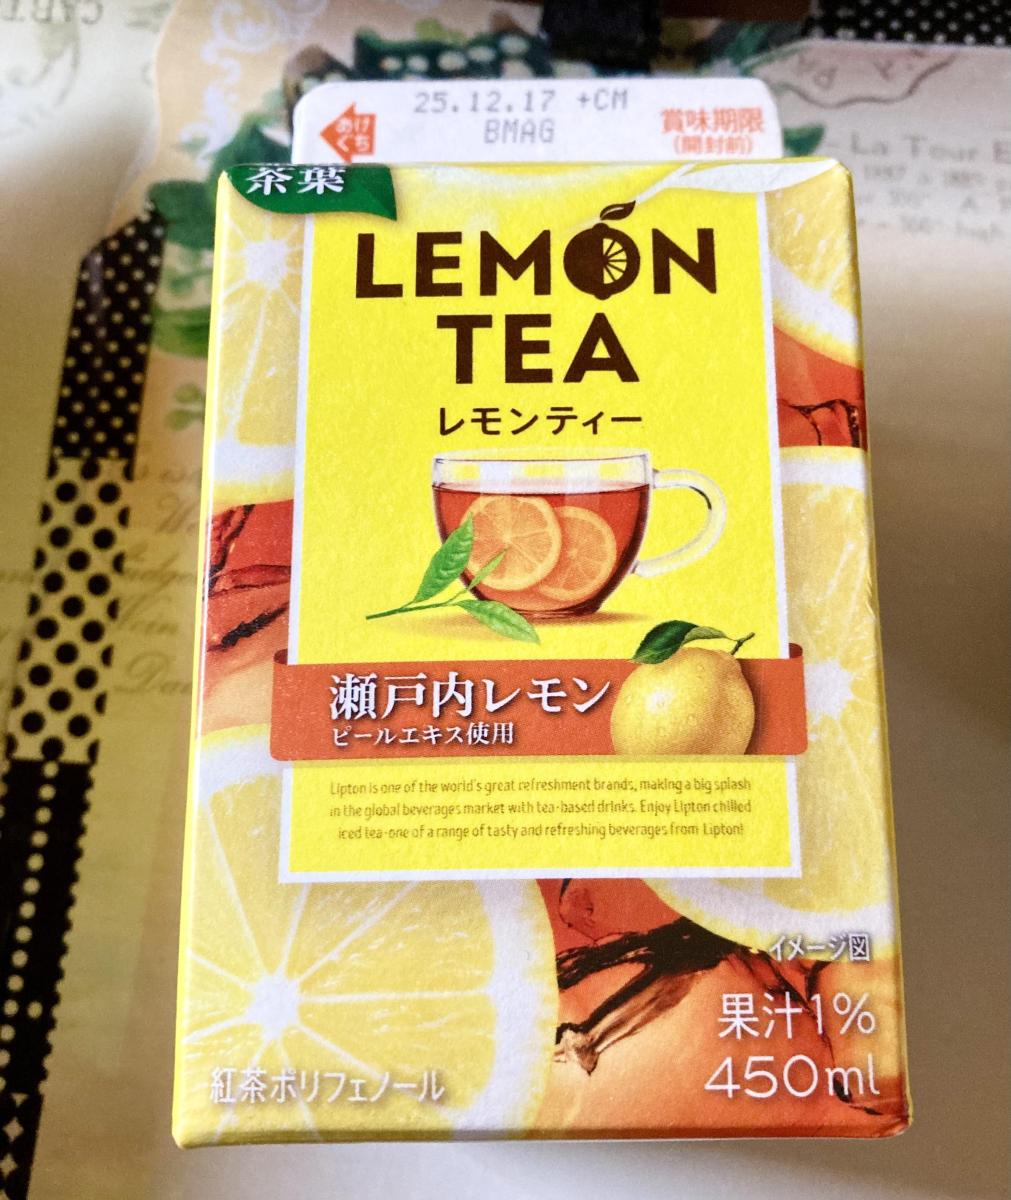 25.12.17 +CM
BMAG
あけ
ぐち
賞味期限
(開封前)
茶葉
LEMON
TEA
レモンティー
瀬戸内レモン
ピールエキス使用
Lipton is one of the world's great refreshment brands, making a big splash
in the global beverages market with tea-based drinks. Enjoy Lipton chilled
iced tea-one of a range of tasty and refreshing beverages from Lipton!
イメージ図
果汁1%
450ml
紅茶ポリフェノール
La Tour E